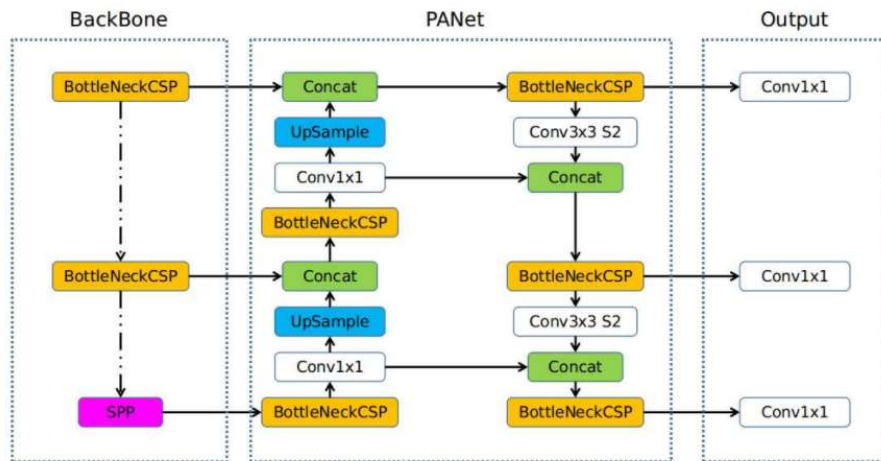 BackBone
PANet
Output
BottleNeckCSP
Concat
BottleNeckCSP
Conv1x1
UpSample
Conv3x3 S2
Conv1x1
Concat
BottleNeckCSP
BottleNeckCSP
Concat
BottleNeckCSP
Conv1x1
UpSample
Conv3x3 S2
Conv1x1
Concat
SPP
BottleNeckCSP
BottleNeckCSP
Conv1x1